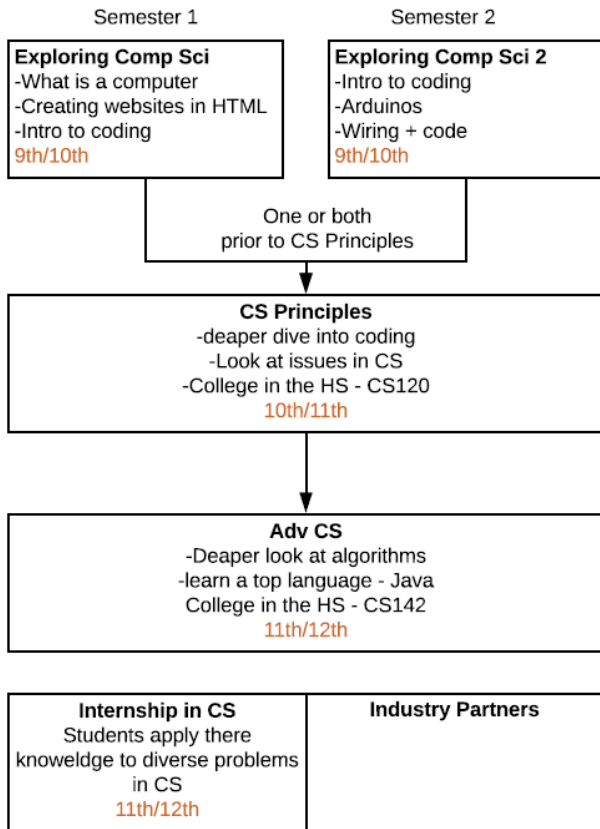 Semester 1
Semester 2
Exploring Comp Sci
-What is a computer
-Creating websites in HTML
-Intro to coding
9th/10th
Exploring Comp Sci 2
-Intro to coding
-Arduinos
-Wiring + code
9th/10th
One or both
prior to CS Principles
CS Principles
-deaper dive into coding
-Look at issues in CS
-College in the HS - CS120
10th/11th
Adv CS
-Deaper look at algorithms
-learn a top language - Java
College in the HS - CS142
11th/12th
Internship in CS
Students apply there
knoweldge to diverse problems
in CS
11th/12th
Industry Partners